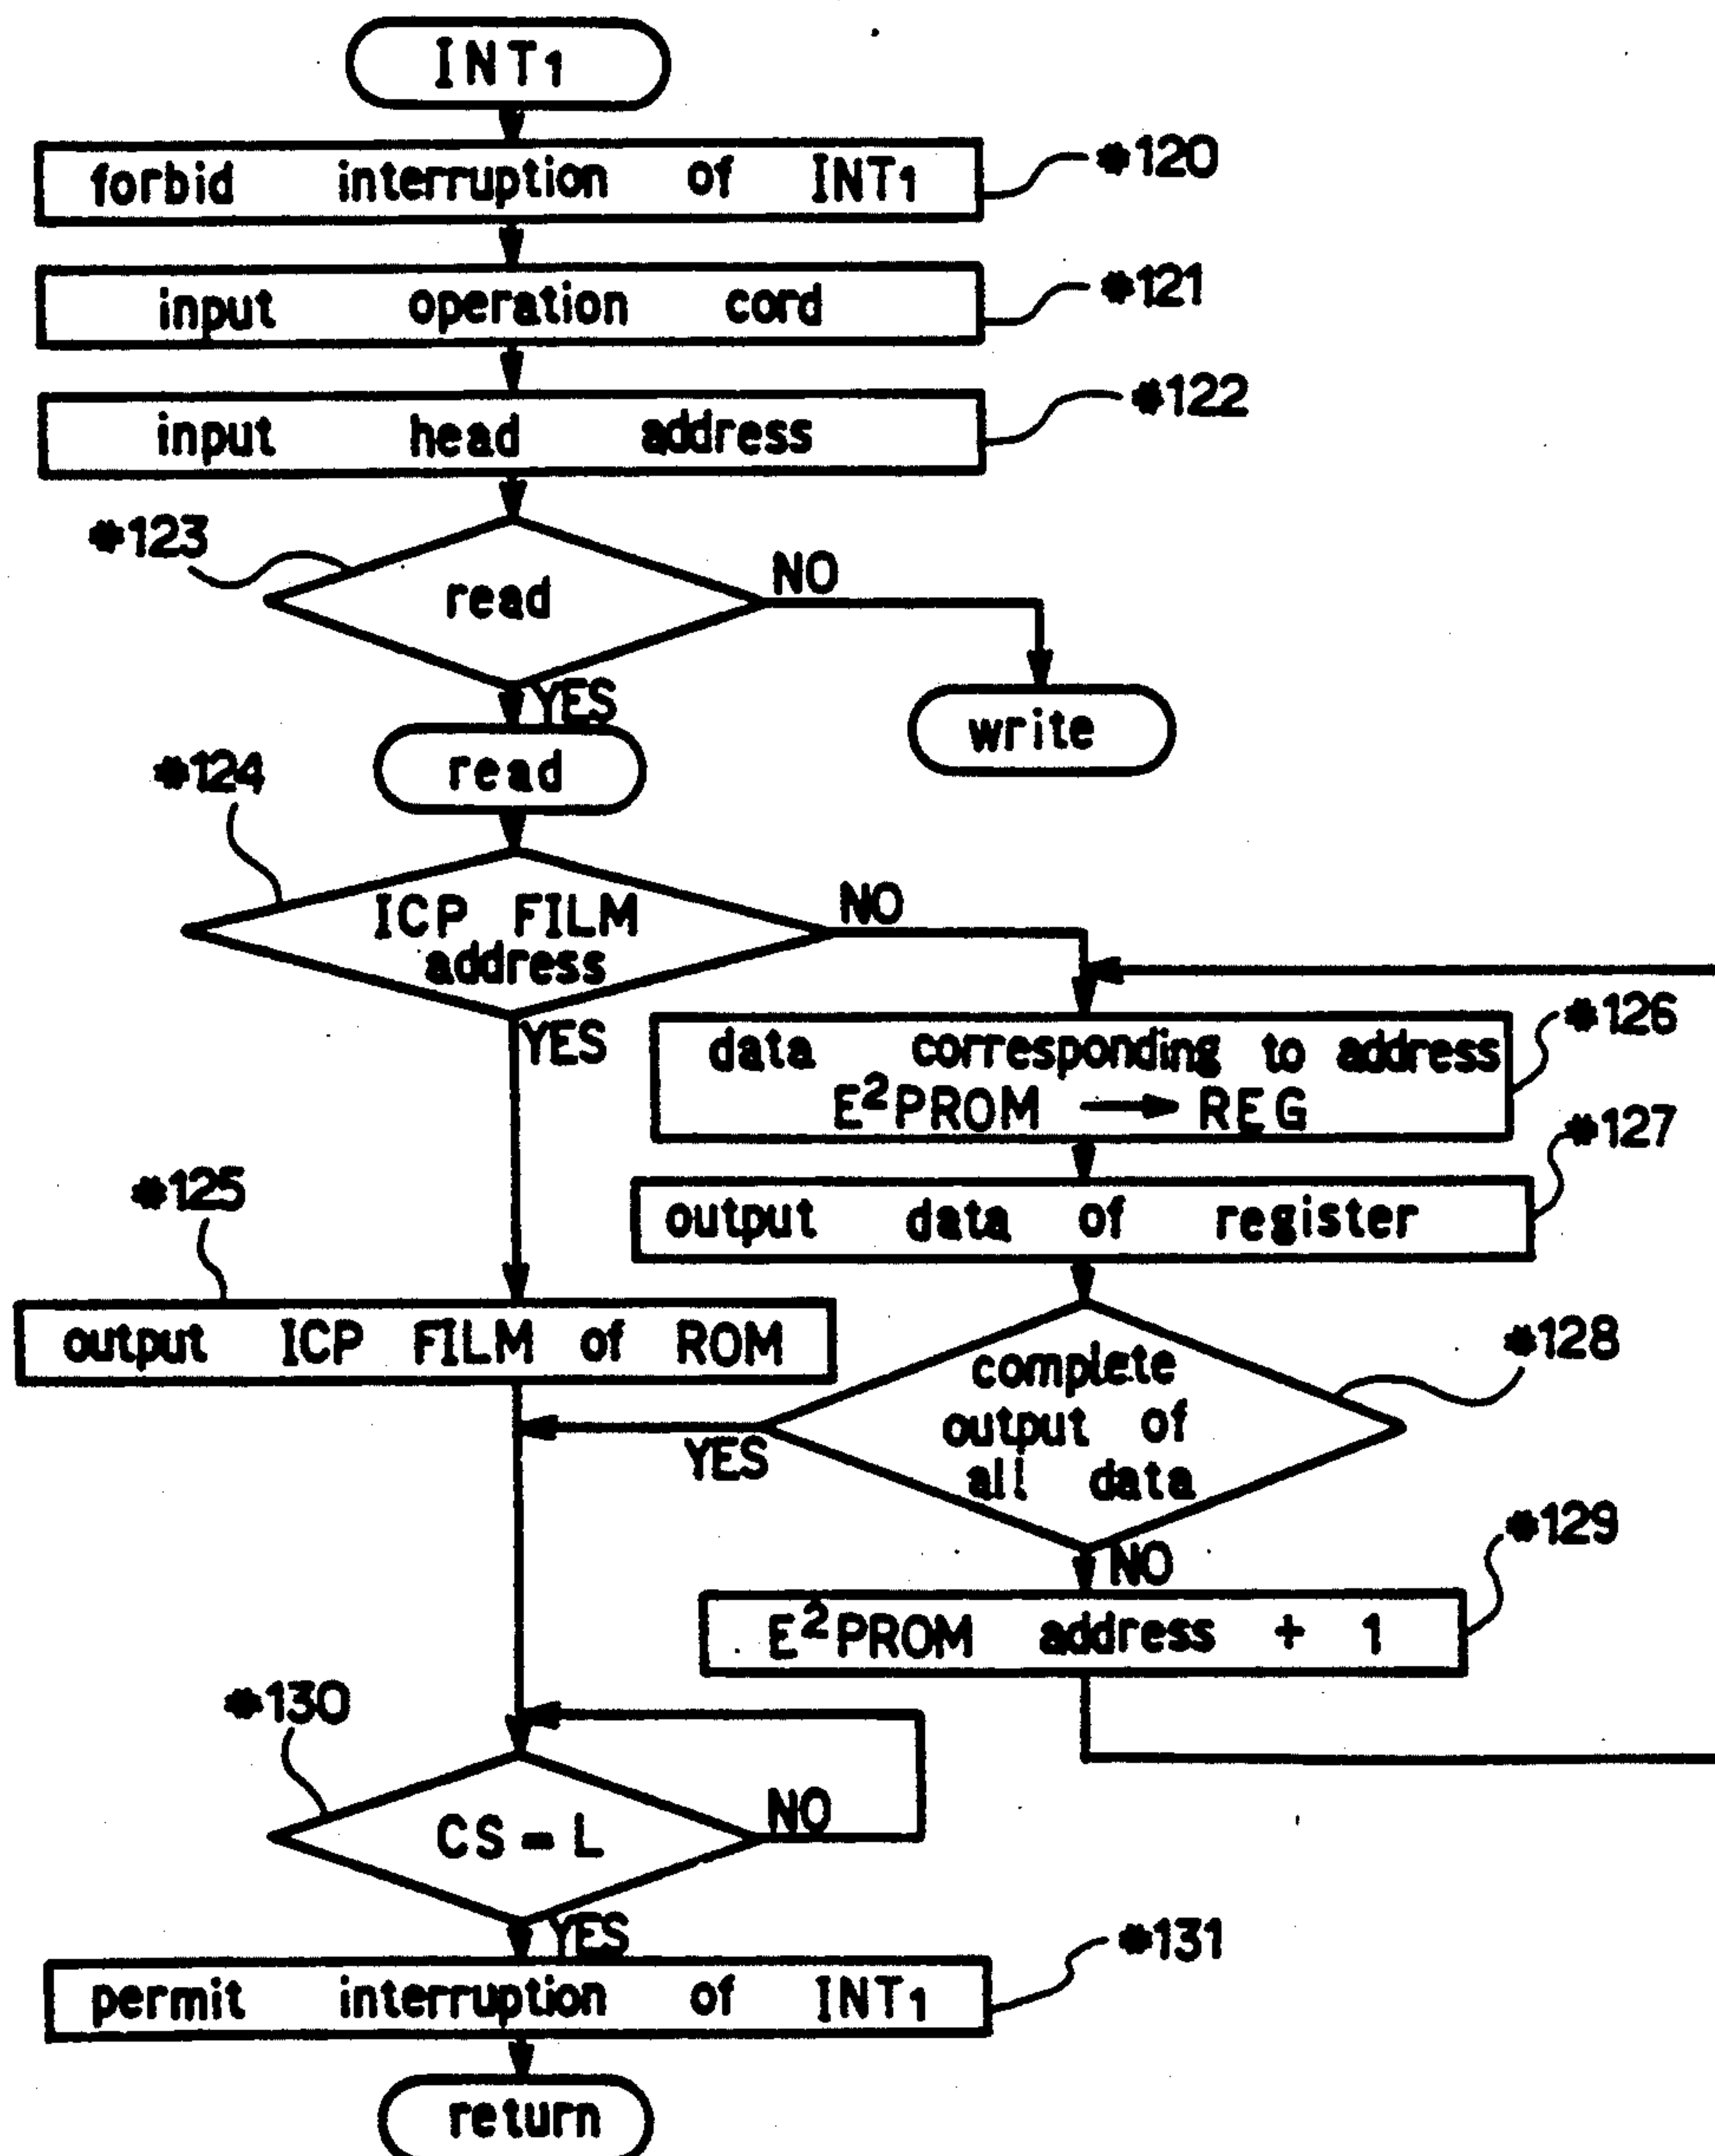 INT1
forbid interruption of INT1
*120
input operation cord
*121
input head address
*122
*123
read
NO
YES
write
read
*124
ICP FILM
address
NO
YES
data corresponding to address
E²PROM → REG
*126
output data of register
*127
*125
output ICP FILM of ROM
complete
output of
all data
*128
YES
NO
*129
E²PROM address + 1
*130
CS=L
NO
YES
permit interruption of INT1
*131
return